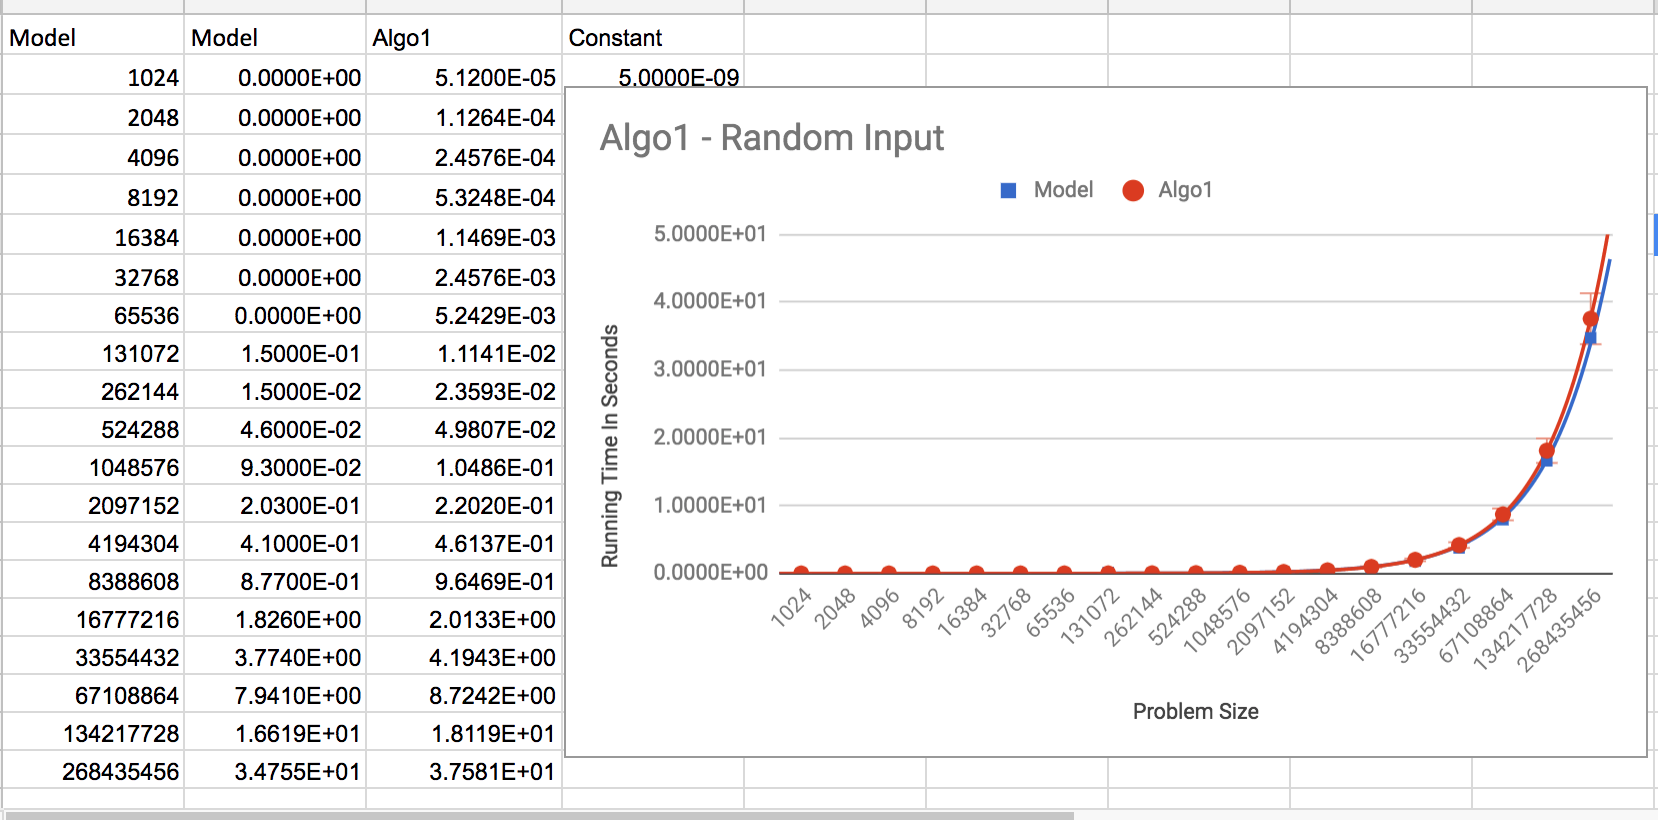 Model Model Algo1 Constant
1024 0.0000E+00 5.1200E-05 5.0000E-09
2048 0.0000E+00 1.1264E-04
4096 0.0000E+00 2.4576E-04
8192 0.0000E+00 5.3248E-04
16384 0.0000E+00 1.1469E-03
32768 0.0000E+00 2.4576E-03
65536 0.0000E+00 5.2429E-03
131072 1.5000E-01 1.1141E-02
262144 1.5000E-02 2.3593E-02
524288 4.6000E-02 4.9807E-02
1048576 9.3000E-02 1.0486E-01
2097152 2.0300E-01 2.2020E-01
4194304 4.1000E-01 4.6137E-01
8388608 8.7700E-01 9.6469E-01
16777216 1.8260E+00 2.0133E+00
33554432 3.7740E+00 4.1943E+00
67108864 7.9410E+00 8.7242E+00
134217728 1.6619E+01 1.8119E+01
268435456 3.4755E+01 3.7581E+01
Algo1 - Random Input
Model Algo1
Running Time In Seconds
5.0000E+01
4.0000E+01
3.0000E+01
2.0000E+01
1.0000E+01
0.0000E+00
1024 2048 4096 8192 16384 32768 65536 131072 262144 524288 1048576 2097152 4194304 8388608 16777216 33554432 67108864 134217728 268435456
Problem Size